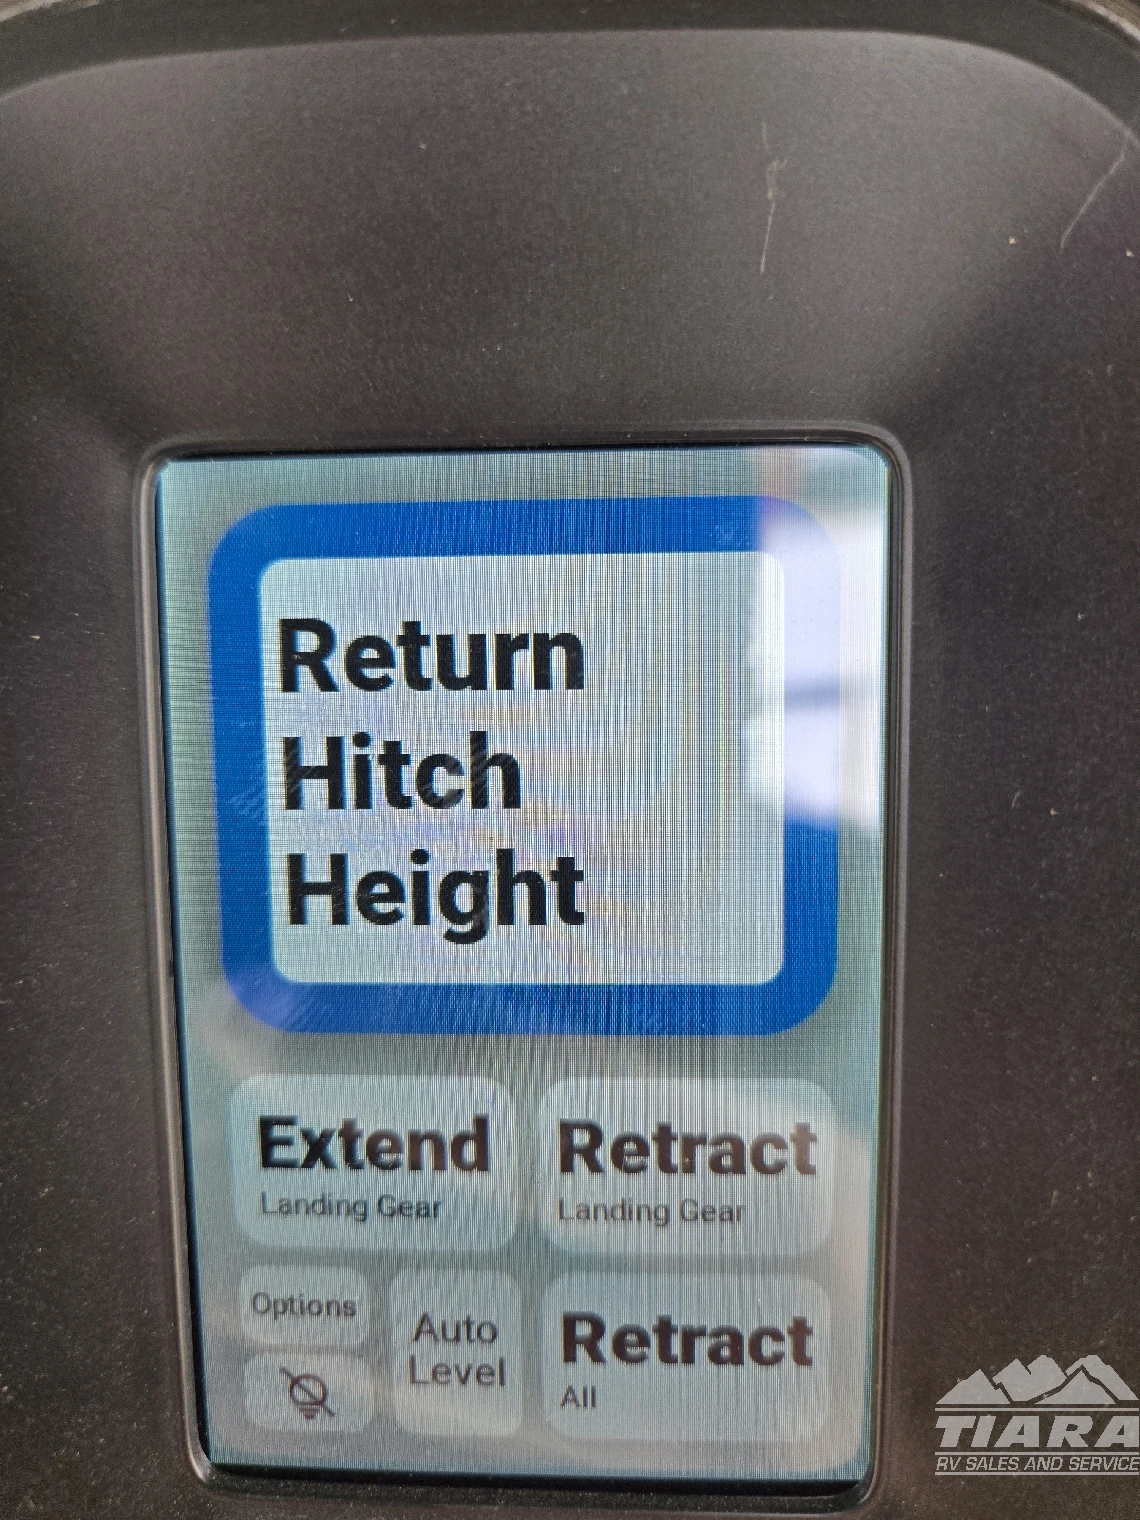 Return
Hitch
Height
Extend
Landing Gear
Retract
Landing Gear
Options
Auto
Level
Retract
All
TIARA
RV SALES AND SERVICE